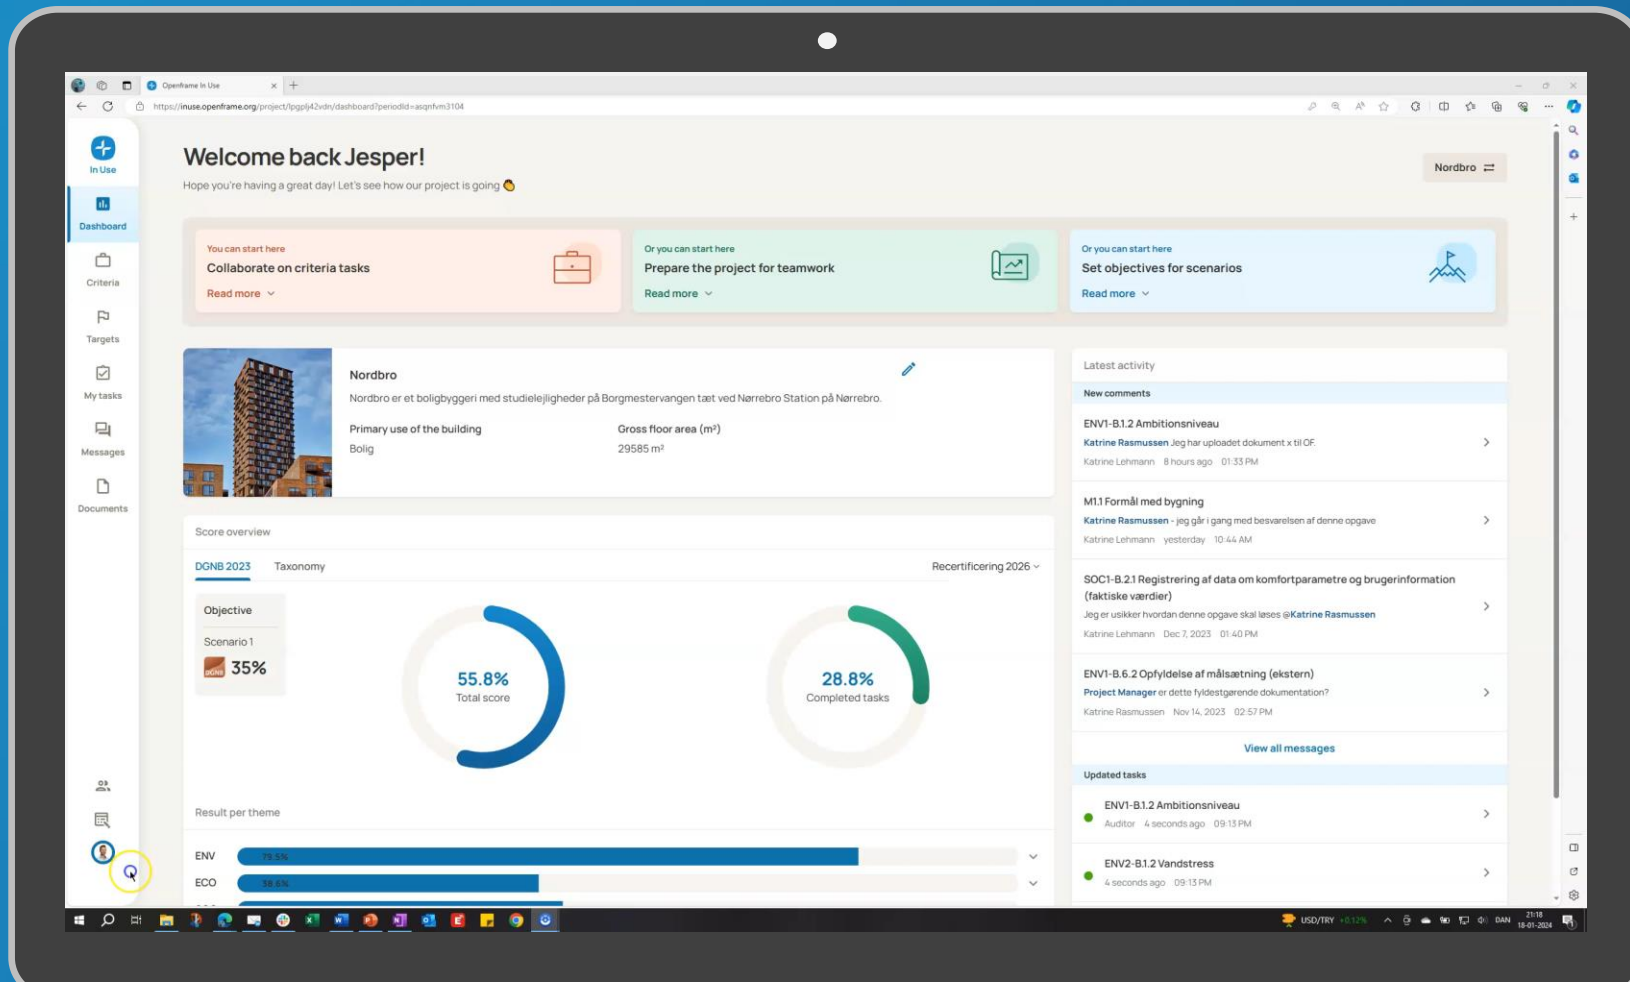 Openframe In Use
https://inuse.openframe.org/project/lpgplj42vdn/dashboard?periodId=asqnfvm3104
In Use
Dashboard
Criteria
Targets
My tasks
Messages
Documents
Welcome back Jesper!
Hope you're having a great day! Let's see how our project is going
Nordbro
You can start here
Collaborate on criteria tasks
Read more
Or you can start here
Prepare the project for teamwork
Read more
Or you can start here
Set objectives for scenarios
Read more
Nordbro
Nordbro er et boligbyggeri med studielejligheder på Borgmestervangen tæt ved Nørrebro Station på Nørrebro.
Primary use of the building
Bolig
Gross floor area (m²)
29585 m²
Score overview
DGNB 2023
Taxonomy
Recertificering 2026
Objective
Scenario 1
DGNB
35%
55.8%
Total score
28.8%
Completed tasks
Result per theme
ENV
79.5%
ECO
38.6%
Latest activity
New comments
ENV1-B.1.2 Ambitionsniveau
Katrine Rasmussen Jeg har uploadet dokument x til OF.
Katrine Lehmann 8 hours ago 01:33 PM
M1.1 Formål med bygning
Katrine Rasmussen - jeg går i gang med besvarelsen af denne opgave
Katrine Lehmann yesterday 10:44 AM
SOC1-B.2.1 Registrering af data om komfortparametre og brugerinformation
(faktiske værdier)
Jeg er usikker hvordan denne opgave skal løses @Katrine Rasmussen
Katrine Lehmann Dec 7, 2023 01:40 PM
ENV1-B.6.2 Opfyldelse af målsætning (ekstern)
Project Manager er dette fyldestgørende dokumentation?
Katrine Rasmussen Nov 14, 2023 02:57 PM
View all messages
Updated tasks
ENV1-B.1.2 Ambitionsniveau
Auditor 4 seconds ago 09:13 PM
ENV2-B.1.2 Vandstress
4 seconds ago 09:13 PM
USD/TRY +0.12%
DAN
21:18
18-01-2024